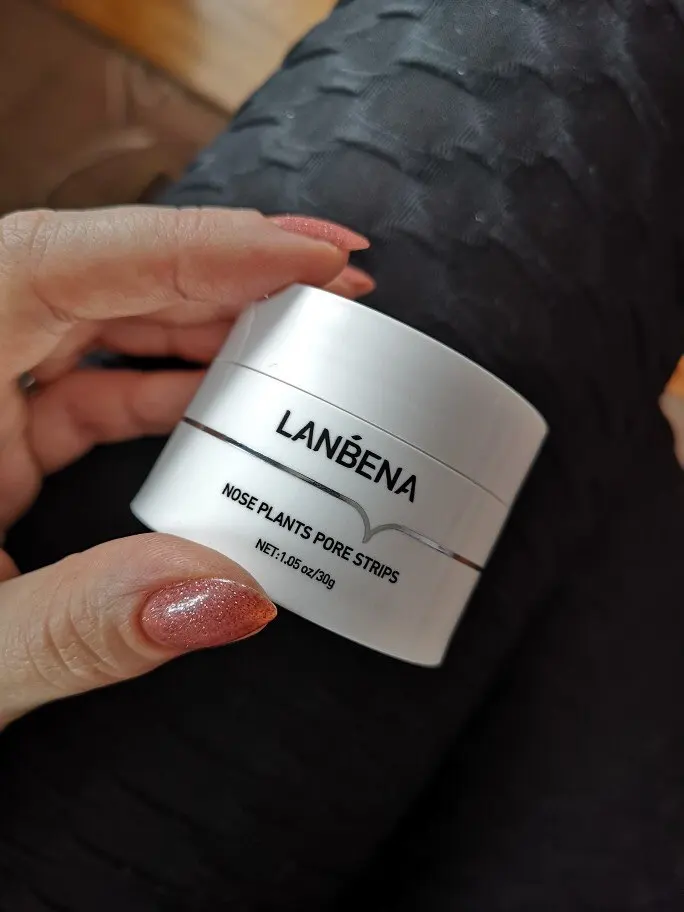 LANBENA
NOSE PLANTS PORE STRIPS
NET:1.05 oz/30g